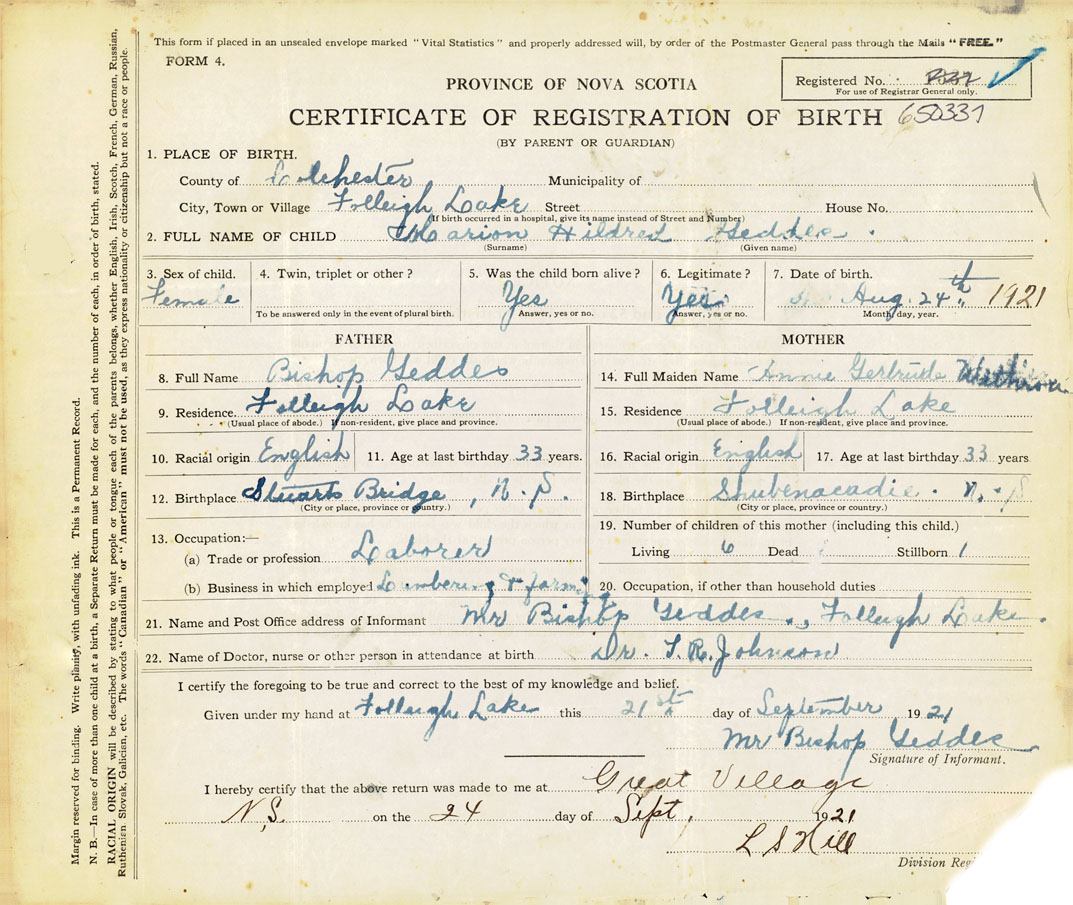 This form if placed in an unsealed envelope marked "Vital Statistics" and properly addressed will, by order of the Postmaster General pass through the Mails "FREE."
FORM 4.
PROVINCE OF NOVA SCOTIA
Registered No.
For use of Registrar General only.
CERTIFICATE OF REGISTRATION OF BIRTH 650331
(BY PARENT OR GUARDIAN)
1. PLACE OF BIRTH.
County of Colchester Municipality of
City, Town or Village Folleigh Lake Street House No.
(If birth occurred in a hospital, give its name instead of Street and Number)
2. FULL NAME OF CHILD Marion Hildred Geddes
(Surname) (Given name)
3. Sex of child. 4. Twin, triplet or other? 5. Was the child born alive? 6. Legitimate? 7. Date of birth.
Female Yes Yes Aug. 24th, 1921
To be answered only in the event of plural birth. Answer, yes or no. Answer, yes or no. Month, day, year.
FATHER
8. Full Name Bishop Geddes
9. Residence. Folleigh Lake
(Usual place of abode.) If non-resident, give place and province.
10. Racial origin English 11. Age at last birthday 33 years.
12. Birthplace Stuarts Bridge, N.S.
(City or place, province or country.)
13. Occupation:—
(a) Trade or profession Laborer
(b) Business in which employed Lumbering & farming
MOTHER
14. Full Maiden Name Annie Gertrude
15. Residence Folleigh Lake
(Usual place of abode.) If non-resident, give place and province.
16. Racial origin English 17. Age at last birthday 33 years
18. Birthplace Shubenacadie. N.S
(City or place, province or country.)
19. Number of children of this mother (including this child.)
Living 6 Dead Stillborn 1
20. Occupation, if other than household duties
21. Name and Post Office address of Informant Mr Bishop Geddes., Folleigh Lake.
22. Name of Doctor, nurse or other person in attendance at birth Dr. T. R. Johnson
I certify the foregoing to be true and correct to the best of my knowledge and belief.
Given under my hand at Folleigh Lake this 21st day of September 1921
Mr Bishop Geddes
Signature of Informant.
I hereby certify that the above return was made to me at Great Village
N.S. on the 24 day of Sept, 1921
L S Hill
Division Reg
Margin reserved for binding. Write plainly, with unfading ink. This is a Permanent Record.
N. B.—In case of more than one child at a birth, a Separate Return must be made for each, and the number of each, in order of birth, stated.
RACIAL ORIGIN will be described by stating to what people or tongue each of the parents belongs, whether English, Irish, Scotch, French, German, Russian,
Ruthenian, Slovak, Galician, etc. The words "Canadian" or "American" must not be used, as they express nationality or citizenship but not a race or people.